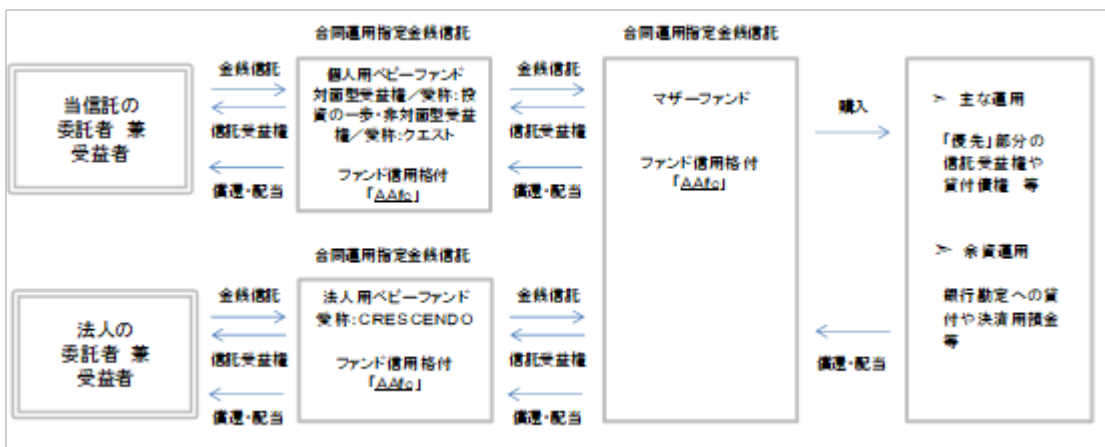 合同運用指定金銭信託
合同運用指定金銭信託
当信託の
委託者 兼
受益者
金銭信託
信託受益権
償還・配当
個人用ベビーファンド
対面型受益権／愛称：投
資の一歩・非対面型受益
権／愛称：クエスト
ファンド信用格付
「AAfc」
金銭信託
信託受益権
償還・配当
マザーファンド
ファンド信用格付
「AAfc」
購入
➢ 主な運用
「優先」部分の
信託受益権や
貸付債権 等
合同運用指定金銭信託
法人の
委託者 兼
受益者
金銭信託
信託受益権
償還・配当
法人用ベビーファンド
愛称：CRESCENDO
ファンド信用格付
「AAfc」
金銭信託
信託受益権
償還・配当
償還・配当
➢ 余資運用
銀行勘定への貸
付や決済用預金
等